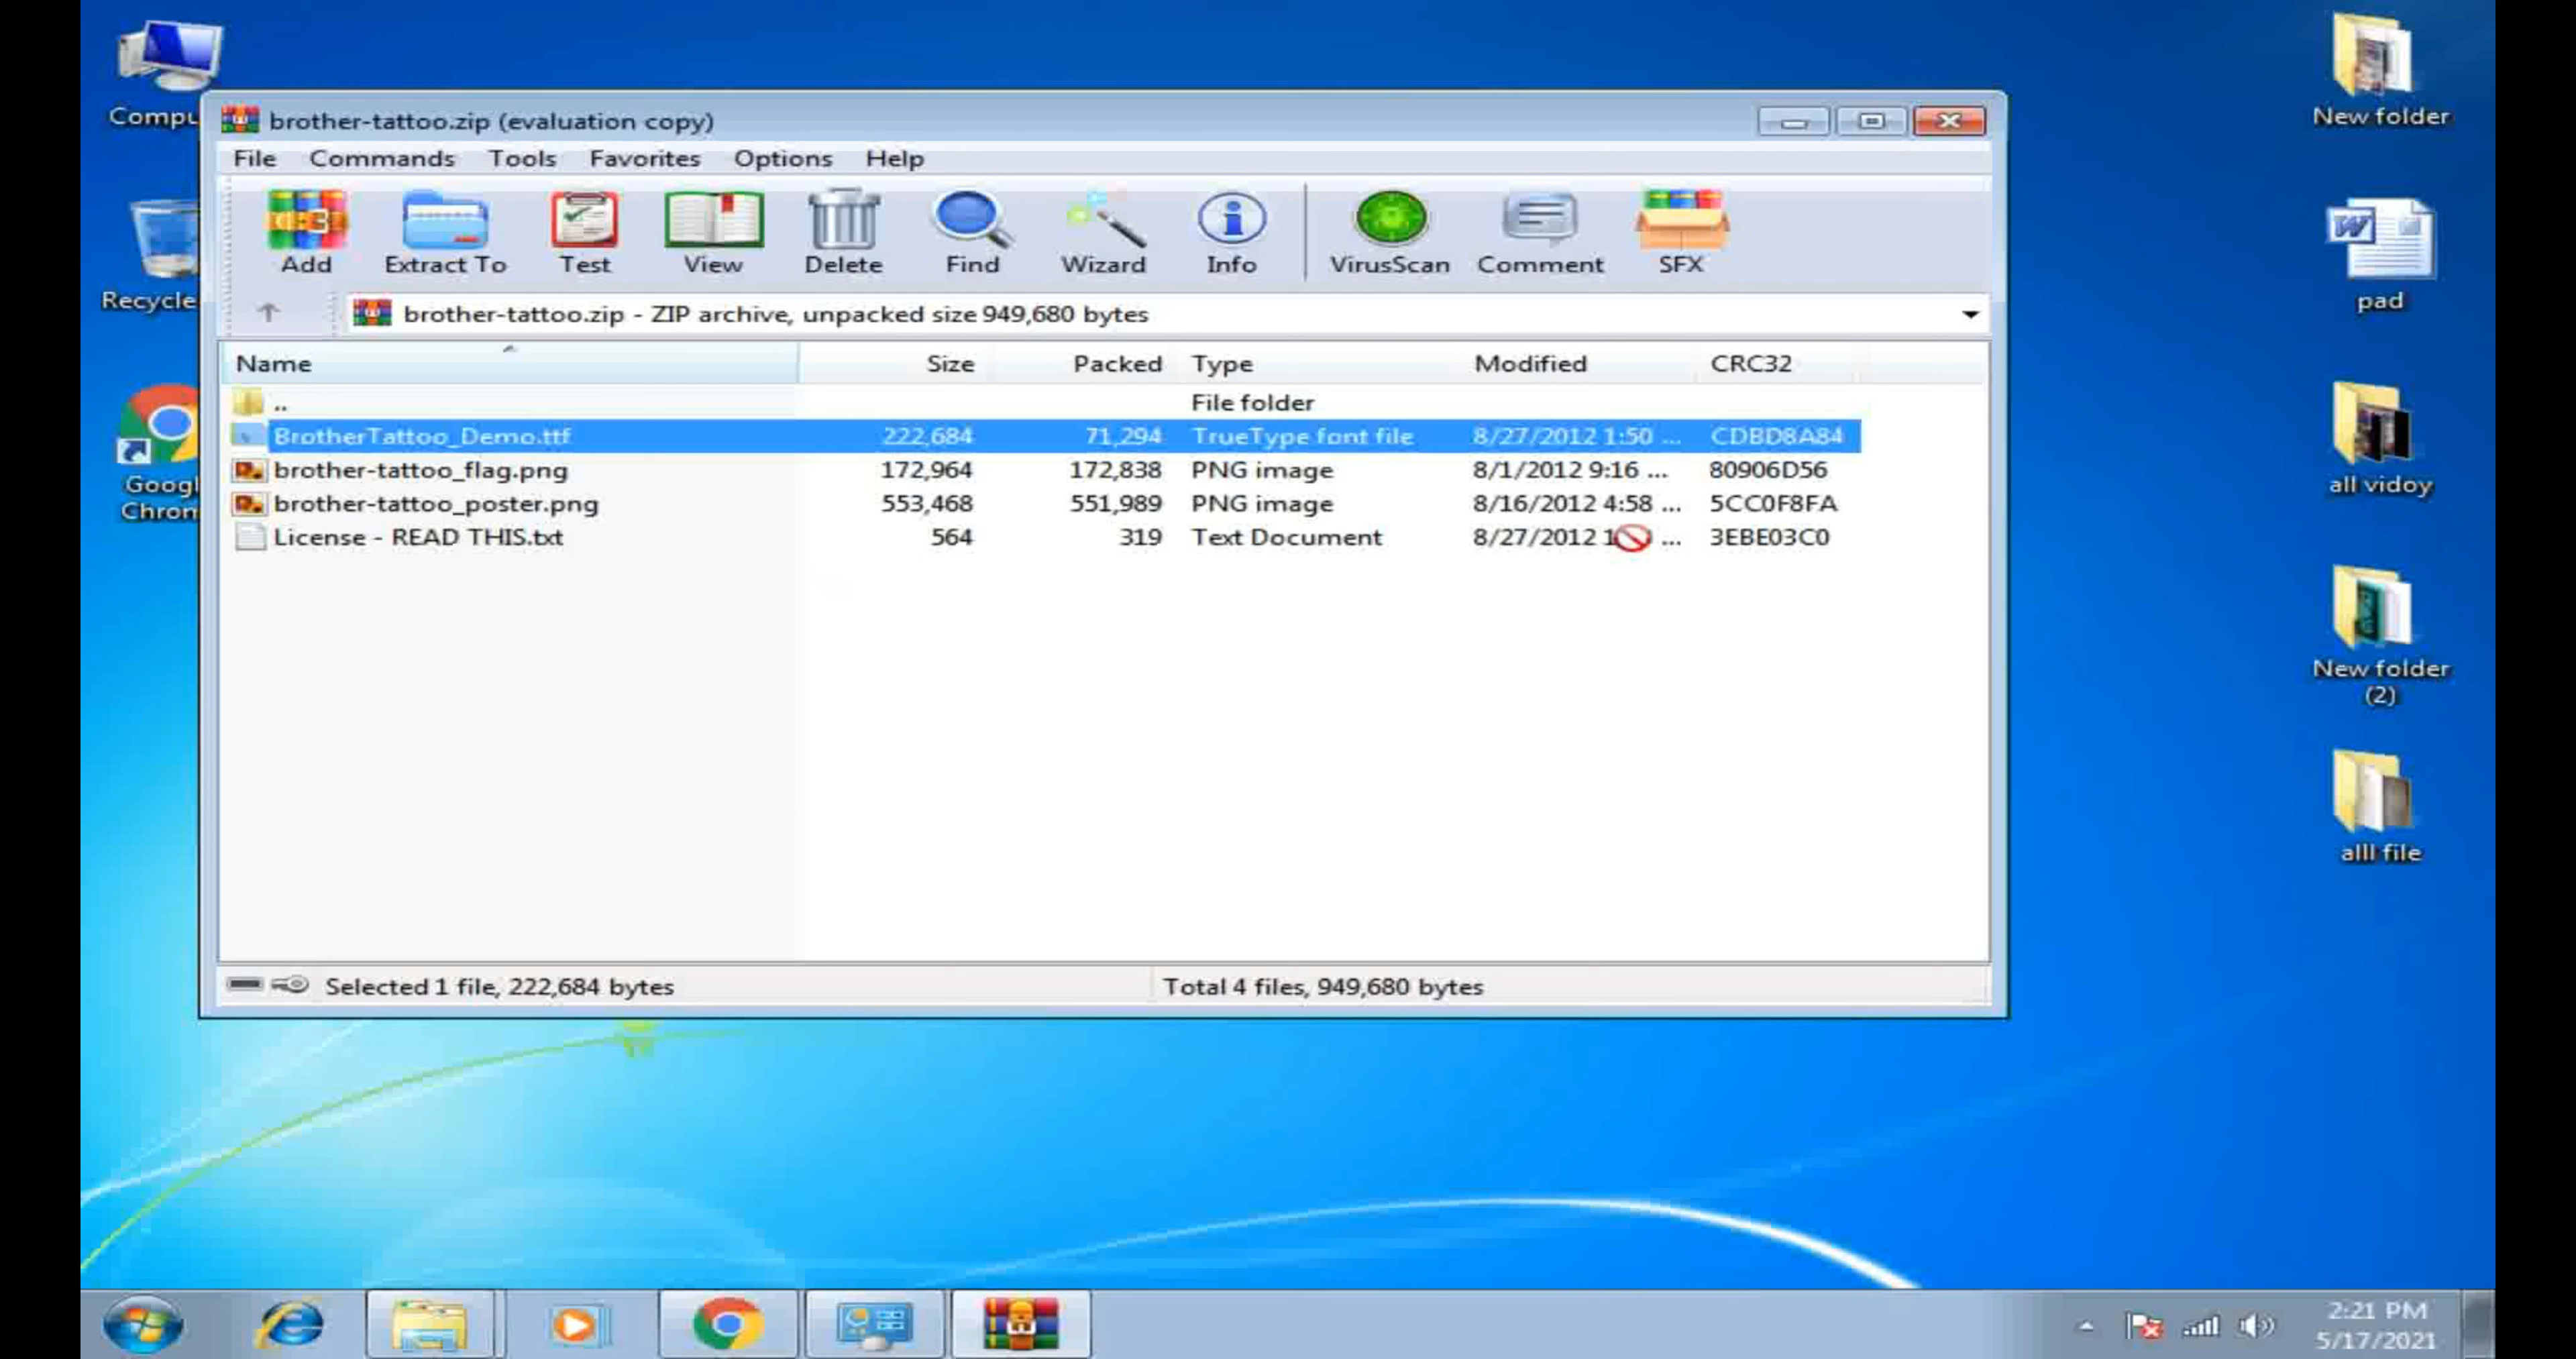 Compu
Recycle
Googl
Chron
brother-tattoo.zip (evaluation copy)
File Commands Tools Favorites Options Help
Add Extract To Test View Delete Find Wizard Info VirusScan Comment SFX
brother-tattoo.zip - ZIP archive, unpacked size 949,680 bytes
Name Size Packed Type Modified CRC32
.. File folder
BrotherTattoo_Demo.ttf 222,684 71,294 TrueType font file 8/27/2012 1:50 ... CDBD8A84
brother-tattoo_flag.png 172,964 172,838 PNG image 8/1/2012 9:16 ... 80906D56
brother-tattoo_poster.png 553,468 551,989 PNG image 8/16/2012 4:58 ... 5CC0F8FA
License - READ THIS.txt 564 319 Text Document 8/27/2012 1 ... 3EBE03C0
Selected 1 file, 222,684 bytes Total 4 files, 949,680 bytes
New folder
pad
all vidoy
New folder
(2)
alll file
2:21 PM
5/17/2021